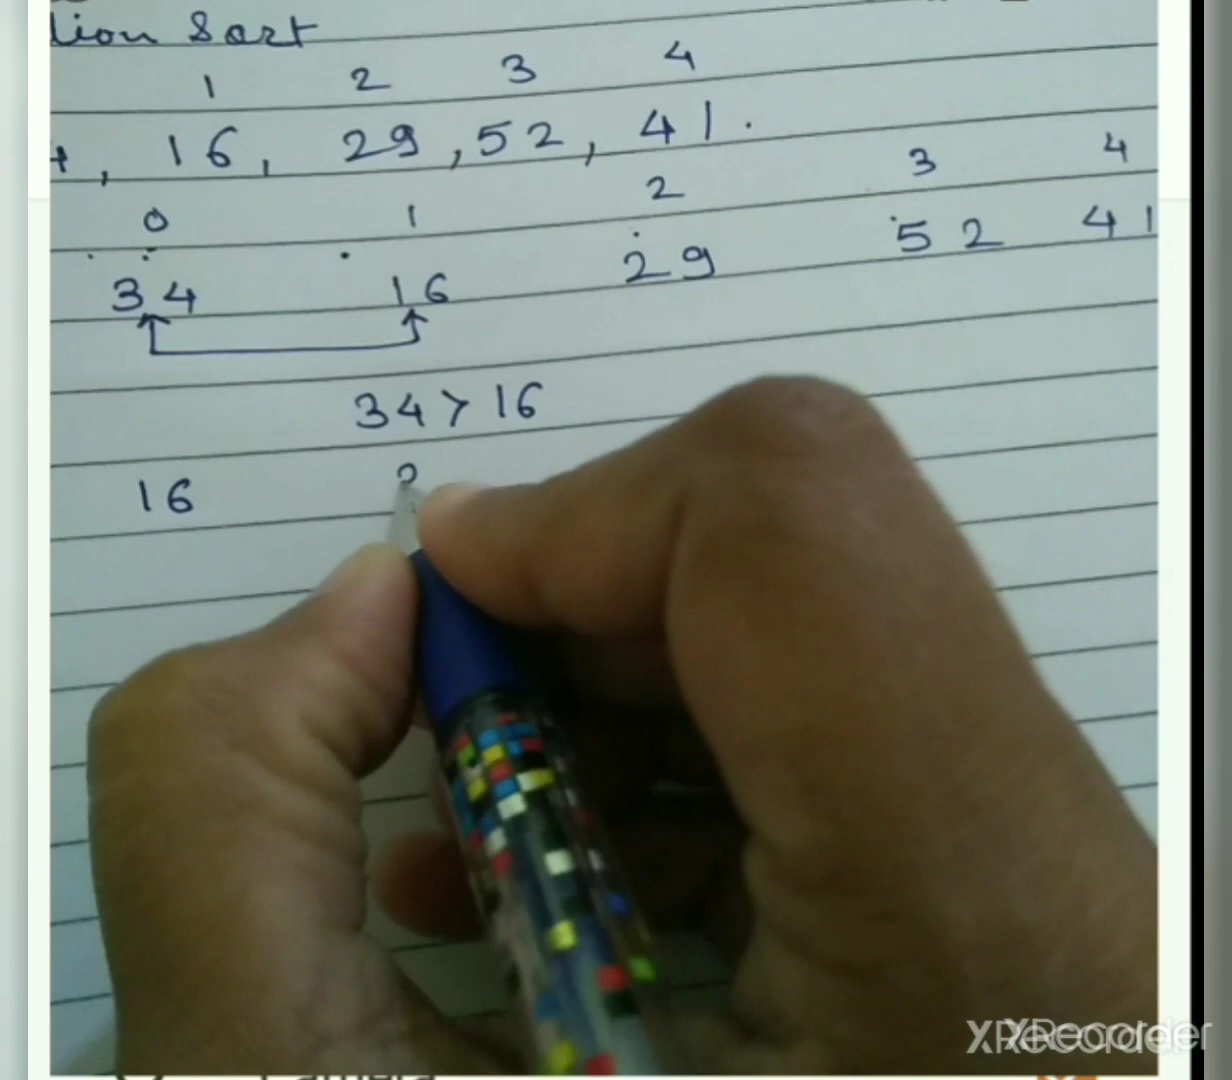 tion Sort
1 2 3 4
, 16, 29, 52, 41.
0 1 2 3 4
34 16 29 52 41
34 > 16
16
XRecorder